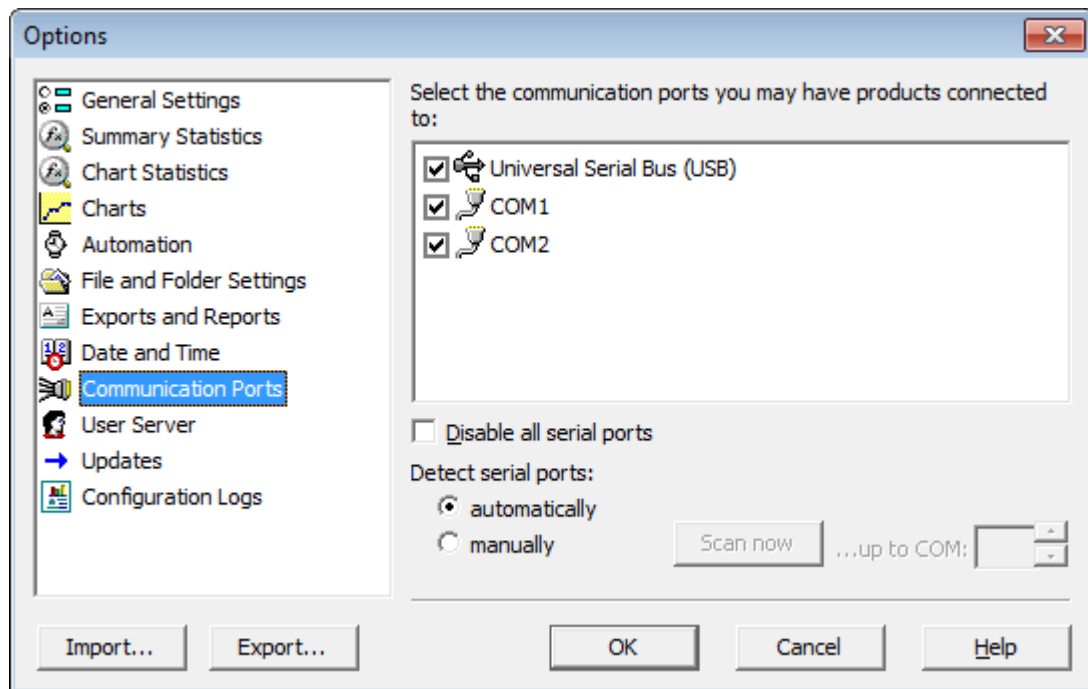 Options
General Settings
Summary Statistics
Chart Statistics
Charts
Automation
File and Folder Settings
Exports and Reports
Date and Time
Communication Ports
User Server
Updates
Configuration Logs
Select the communication ports you may have products connected
to:
Universal Serial Bus (USB)
COM1
COM2
Disable all serial ports
Detect serial ports:
automatically
manually
Scan now
...up to COM:
Import...
Export...
OK
Cancel
Help